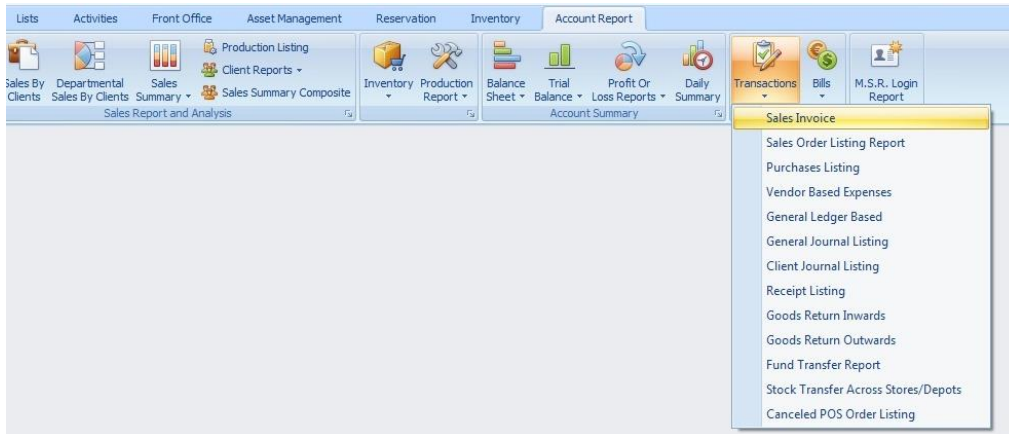 Lists Activities Front Office Asset Management Reservation Inventory Account Report
Sales By Clients
Departmental Sales By Clients
Sales Summary
Production Listing
Client Reports
Sales Summary Composite
Sales Report and Analysis
Inventory
Production Report
Balance Sheet
Trial Balance
Profit Or Loss Reports
Daily Summary
Account Summary
Transactions
Bills
M.S.R. Login Report
Sales Invoice
Sales Order Listing Report
Purchases Listing
Vendor Based Expenses
General Ledger Based
General Journal Listing
Client Journal Listing
Receipt Listing
Goods Return Inwards
Goods Return Outwards
Fund Transfer Report
Stock Transfer Across Stores/Depots
Canceled POS Order Listing